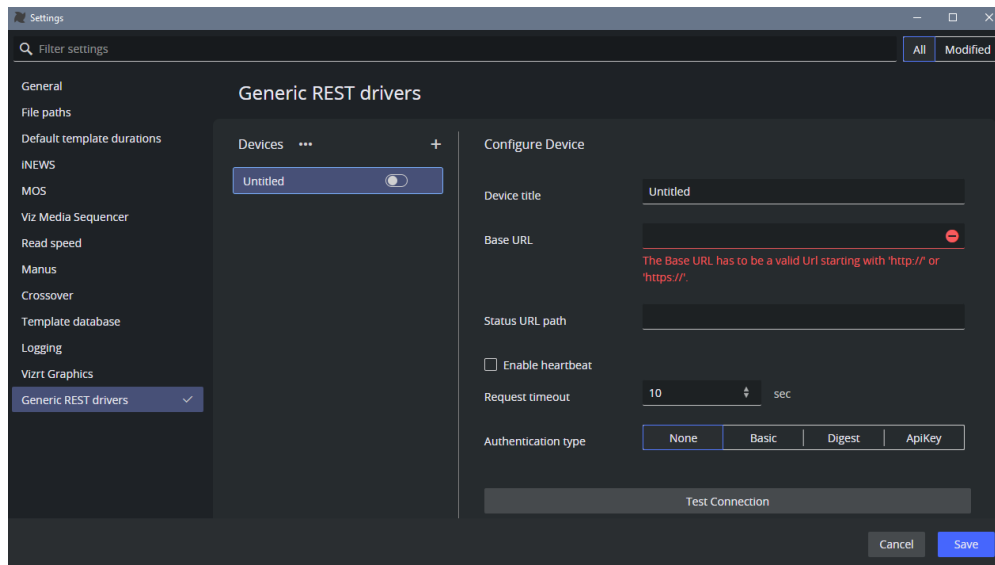 Settings
Filter settings
All
Modified
General
File paths
Default template durations
iNEWS
MOS
Viz Media Sequencer
Read speed
Manus
Crossover
Template database
Logging
Vizrt Graphics
Generic REST drivers
Generic REST drivers
Devices
Untitled
Configure Device
Device title
Untitled
Base URL
The Base URL has to be a valid Url starting with 'http://' or
'https://'.
Status URL path
Enable heartbeat
Request timeout
10
sec
Authentication type
None
Basic
Digest
ApiKey
Test Connection
Cancel
Save